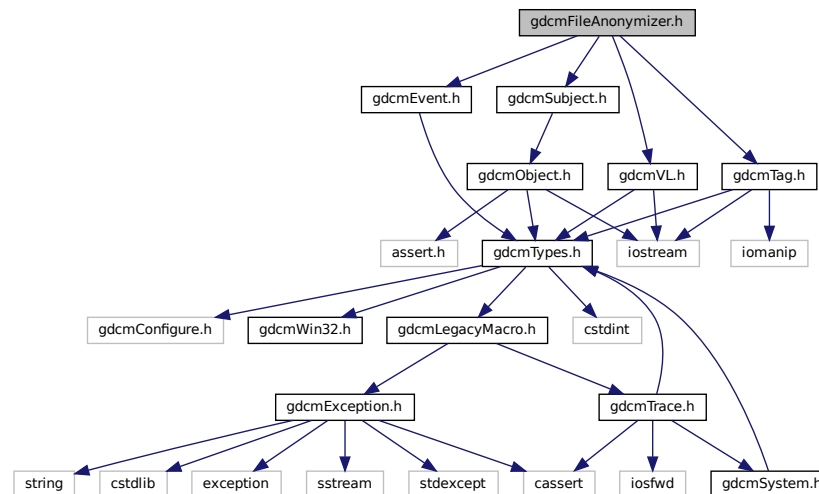 gdcmFileAnonymizer.h
gdcmEvent.h
gdcmSubject.h
gdcmObject.h
gdcmVL.h
gdcmTag.h
assert.h
gdcmTypes.h
iostream
iomanip
gdcmConfigure.h
gdcmWin32.h
gdcmLegacyMacro.h
cstdint
gdcmException.h
gdcmTrace.h
string
cstdlib
exception
sstream
stdexcept
cassert
iosfwd
gdcmSystem.h